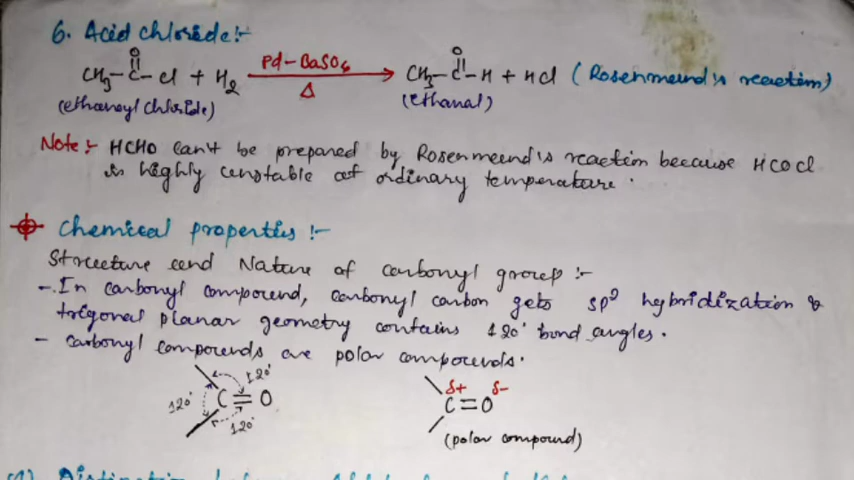 6. Acid chloride:-
CH₃-C(=O)-Cl + H₂ —Pd-BaSO₄/Δ→ CH₃-C(=O)-H + HCl (Rosenmeund's reaction)
(ethanoyl chloride) (ethanal)
Note:- HCHO can't be prepared by Rosenmeund's reaction because HCOCl
is highly unstable at ordinary temperature.
Chemical properties :-
Structure and Nature of carbonyl group:-
- In carbonyl compound, carbonyl carbon gets sp² hybridization &
trigonal planar geometry contains 120° bond angles.
- Carbonyl compounds are polar compounds.
120° δ+ δ-
120° C=O C=O
120°
(polar compound)